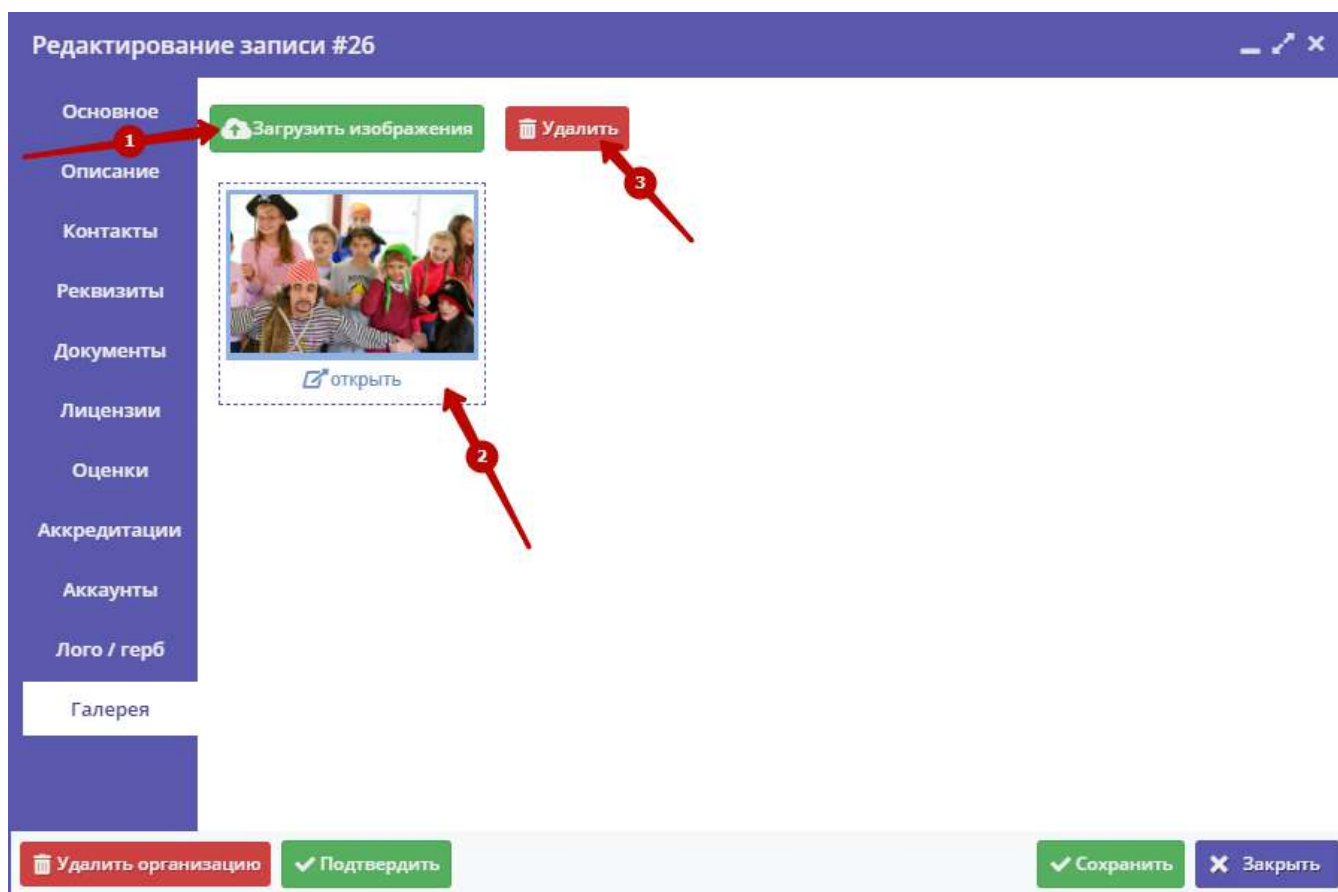 Редактирование записи #26
Основное
Описание
Контакты
Реквизиты
Документы
Лицензии
Оценки
Аккредитации
Аккаунты
Лого / герб
Галерея
1
Загрузить изображения
Удалить
3
открыть
2
Удалить организацию
Подтвердить
Сохранить
Закрыть